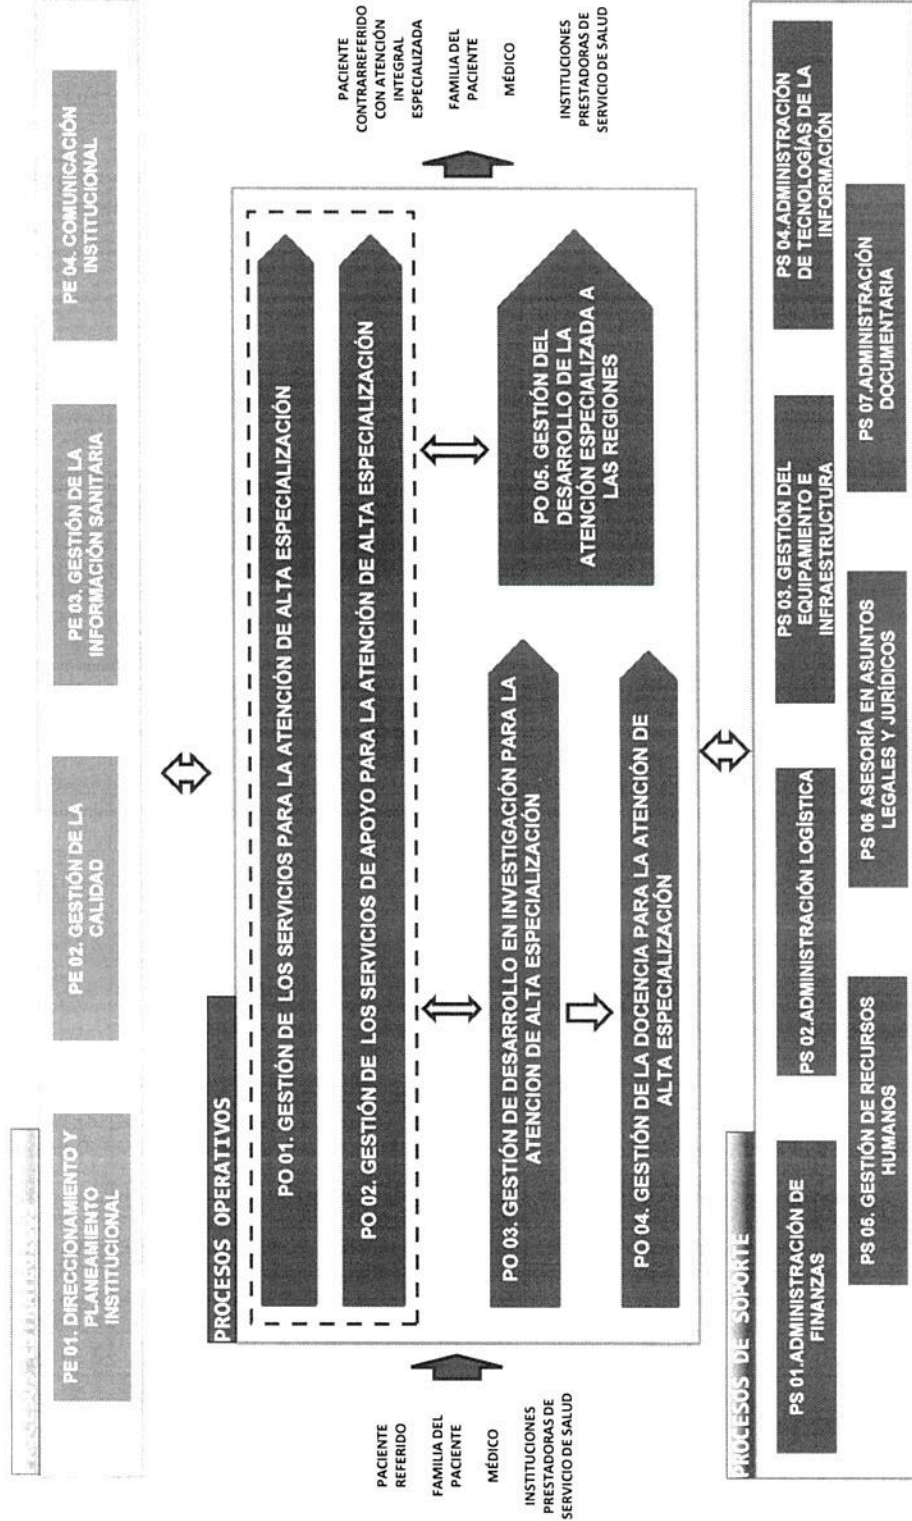 PE 01. DIRECCIONAMIENTO Y
PLANEAMIENTO
INSTITUCIONAL
PE 02. GESTIÓN DE LA
CALIDAD
PE 03. GESTIÓN DE LA
INFORMACIÓN SANITARIA
PE 04. COMUNICACIÓN
INSTITUCIONAL
PROCESOS OPERATIVOS
PACIENTE
REFERIDO
FAMILIA DEL
PACIENTE
MÉDICO
INSTITUCIONES
PRESTADORAS DE
SERVICIO DE SALUD
PO 01. GESTIÓN DE LOS SERVICIOS PARA LA ATENCIÓN DE ALTA ESPECIALIZACIÓN
PO 02. GESTIÓN DE LOS SERVICIOS DE APOYO PARA LA ATENCIÓN DE ALTA ESPECIALIZACIÓN
PO 03. GESTIÓN DE DESARROLLO EN INVESTIGACIÓN PARA LA
ATENCION DE ALTA ESPECIALIZACIÓN
PO 04. GESTIÓN DE LA DOCENCIA PARA LA ATENCIÓN DE
ALTA ESPECIALIZACIÓN
PO 05. GESTIÓN DEL
DESARROLLO DE LA
ATENCIÓN ESPECIALIZADA A
LAS REGIONES
PACIENTE
CONTRARREFERIDO
CON ATENCIÓN
INTEGRAL
ESPECIALIZADA
FAMILIA DEL
PACIENTE
MÉDICO
INSTITUCIONES
PRESTADORAS DE
SERVICIO DE SALUD
PROCESOS DE SOPORTE
PS 01.ADMINISTRACIÓN DE
FINANZAS
PS 02.ADMINISTRACIÓN LOGÍSTICA
PS 03. GESTIÓN DEL
EQUIPAMIENTO E
INFRAESTRUCTURA
PS 04.ADMINISTRACIÓN
DE TECNOLOGÍAS DE LA
INFORMACIÓN
PS 05. GESTIÓN DE RECURSOS
HUMANOS
PS 06 ASESORÍA EN ASUNTOS
LEGALES Y JURÍDICOS
PS 07.ADMINISTRACIÓN
DOCUMENTARIA